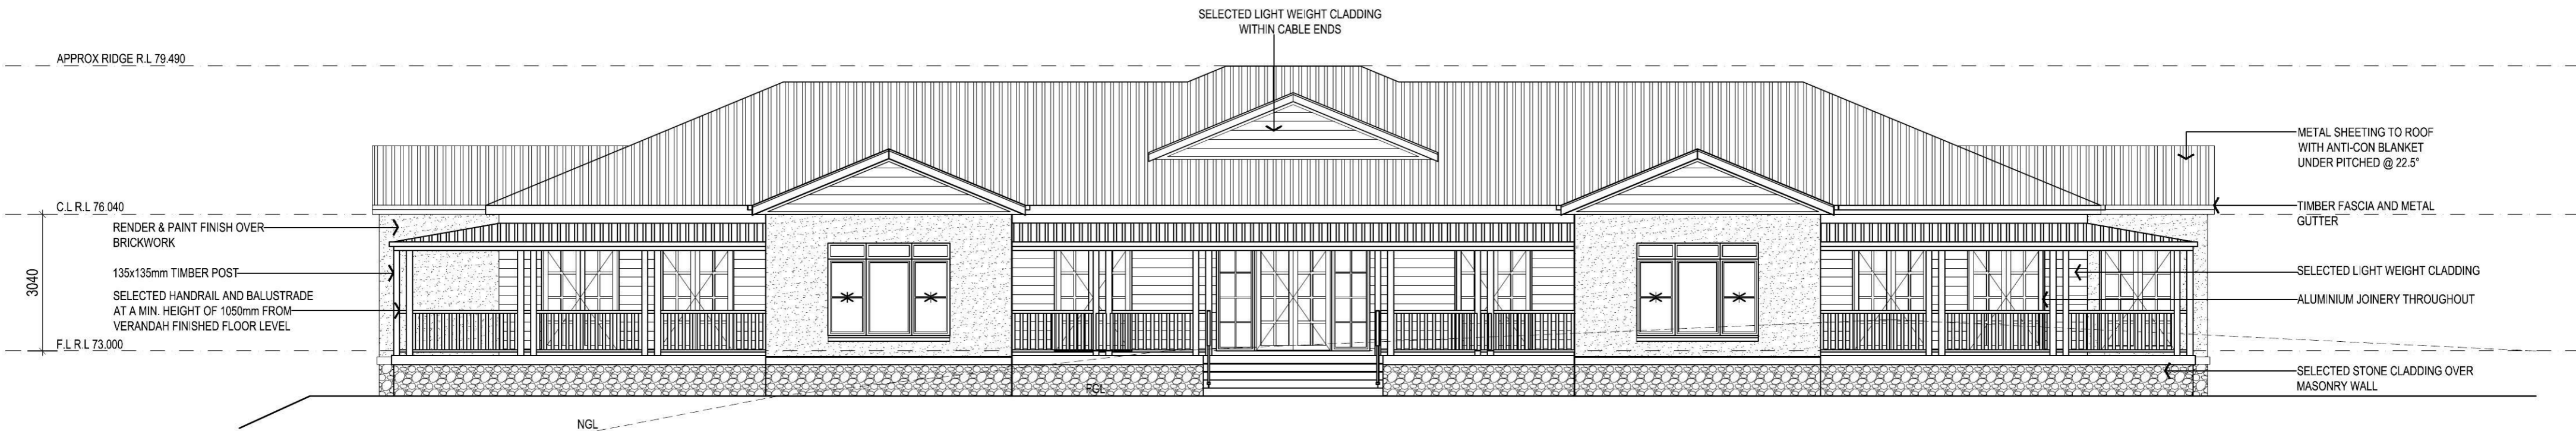 SELECTED LIGHT WEIGHT CLADDING
WITHIN CABLE ENDS
APPROX RIDGE R.L 79.490
C.L R.L 76.040
RENDER & PAINT FINISH OVER
BRICKWORK
3040
135x135mm TIMBER POST
SELECTED HANDRAIL AND BALUSTRADE
AT A MIN. HEIGHT OF 1050mm FROM
VERANDAH FINISHED FLOOR LEVEL
F.L R.L 73.000
METAL SHEETING TO ROOF
WITH ANTI-CON BLANKET
UNDER PITCHED @ 22.5°
TIMBER FASCIA AND METAL
GUTTER
SELECTED LIGHT WEIGHT CLADDING
ALUMINIUM JOINERY THROUGHOUT
SELECTED STONE CLADDING OVER
MASONRY WALL
FGL
NGL